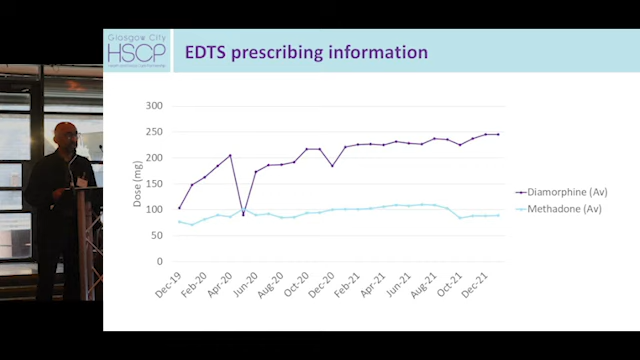 Glasgow City
HSCP
EDTS prescribing information
300
250
200
150
100
50
0
Dose (mg)
Dec-19
Feb-20
Apr-20
Jun-20
Aug-20
Oct-20
Dec-20
Feb-21
Apr-21
Jun-21
Aug-21
Oct-21
Dec-21
Diamorphine (Av)
Methadone (Av)